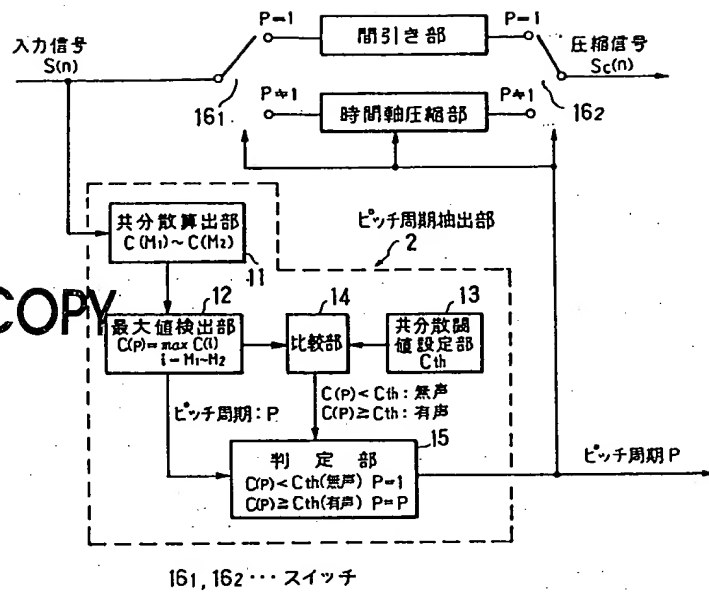 入力信号
S(n)
P=1
間引き部
P=1
圧縮信号
Sc(n)
16₁
P≠1
時間軸圧縮部
P≠1
16₂
共分散算出部
C(M₁)~C(M₂)
11
ピッチ周期抽出部
2
COPY
12
最大値検出部
C(P)=max C(i)
i=M₁~M₂
14
比較部
13
共分散閾
値設定部
Cth
C(P)<Cth:無声
C(P)≥Cth:有声
ピッチ周期:P
15
判定部
C(P)<Cth(無声) P=1
C(P)≥Cth(有声) P=P
ピッチ周期P
16₁, 16₂…スイッチ